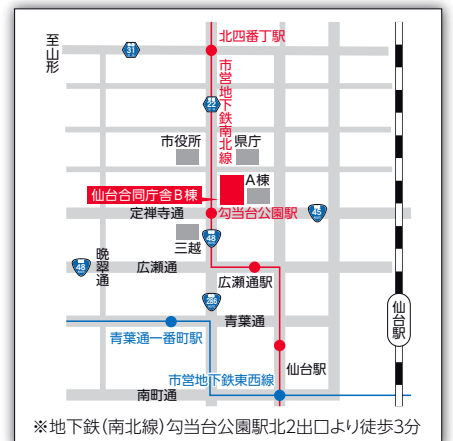 至山形
31
北四番丁駅
市営地下鉄南北線
22
市役所
県庁
A棟
仙台合同庁舎B棟
定禅寺通
勾当台公園駅
45
三越
48
晩翠通
48
広瀬通
広瀬通駅
286
仙台駅
青葉通
青葉通一番町駅
仙台駅
市営地下鉄東西線
南町通
※地下鉄(南北線)勾当台公園駅北2出口より徒歩3分